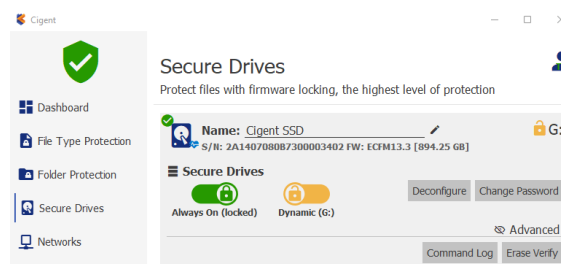 Cigent
Secure Drives
Protect files with firmware locking, the highest level of protection
Dashboard
File Type Protection
Folder Protection
Secure Drives
Networks
Name: Cigent SSD
G:
S/N: 2A1407080B7300003402 FW: ECFM13.3 [894.25 GB]
Secure Drives
Always On (locked)
Dynamic (G:)
Deconfigure
Change Password
Advanced
Command Log
Erase Verify